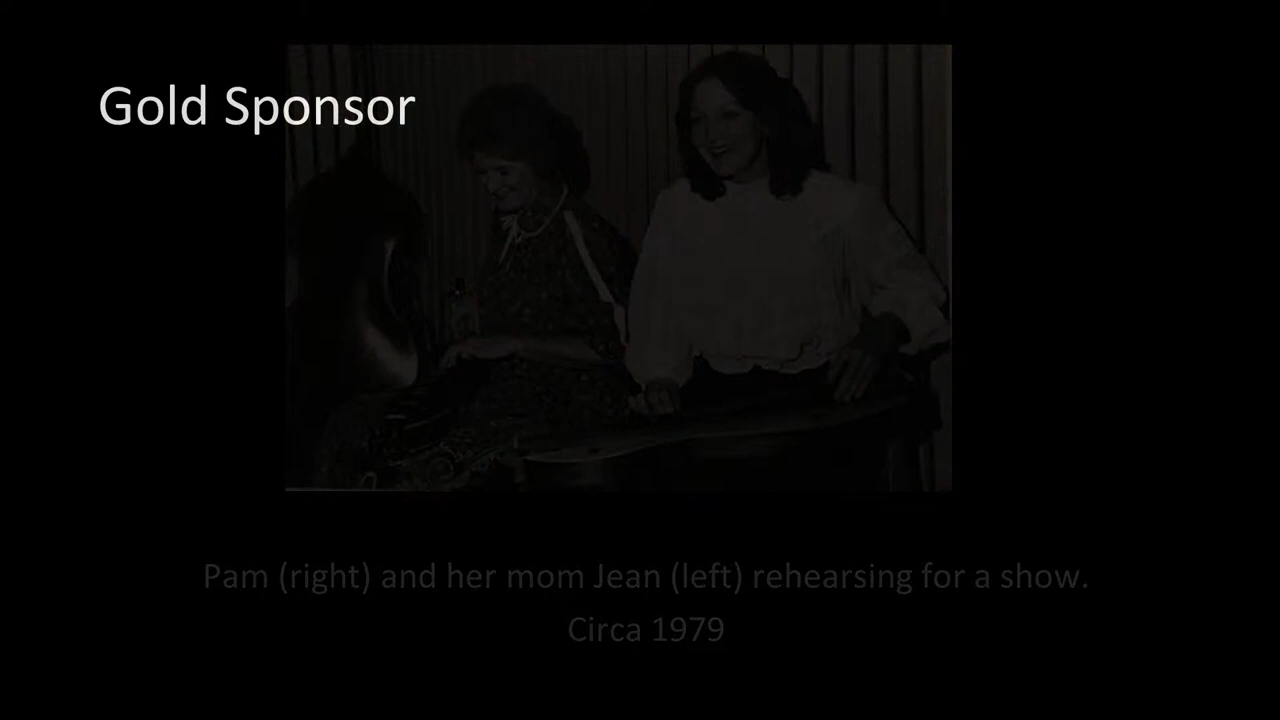 Gold Sponsor
Pam (right) and her mom Jean (left) rehearsing for a show.
Circa 1979